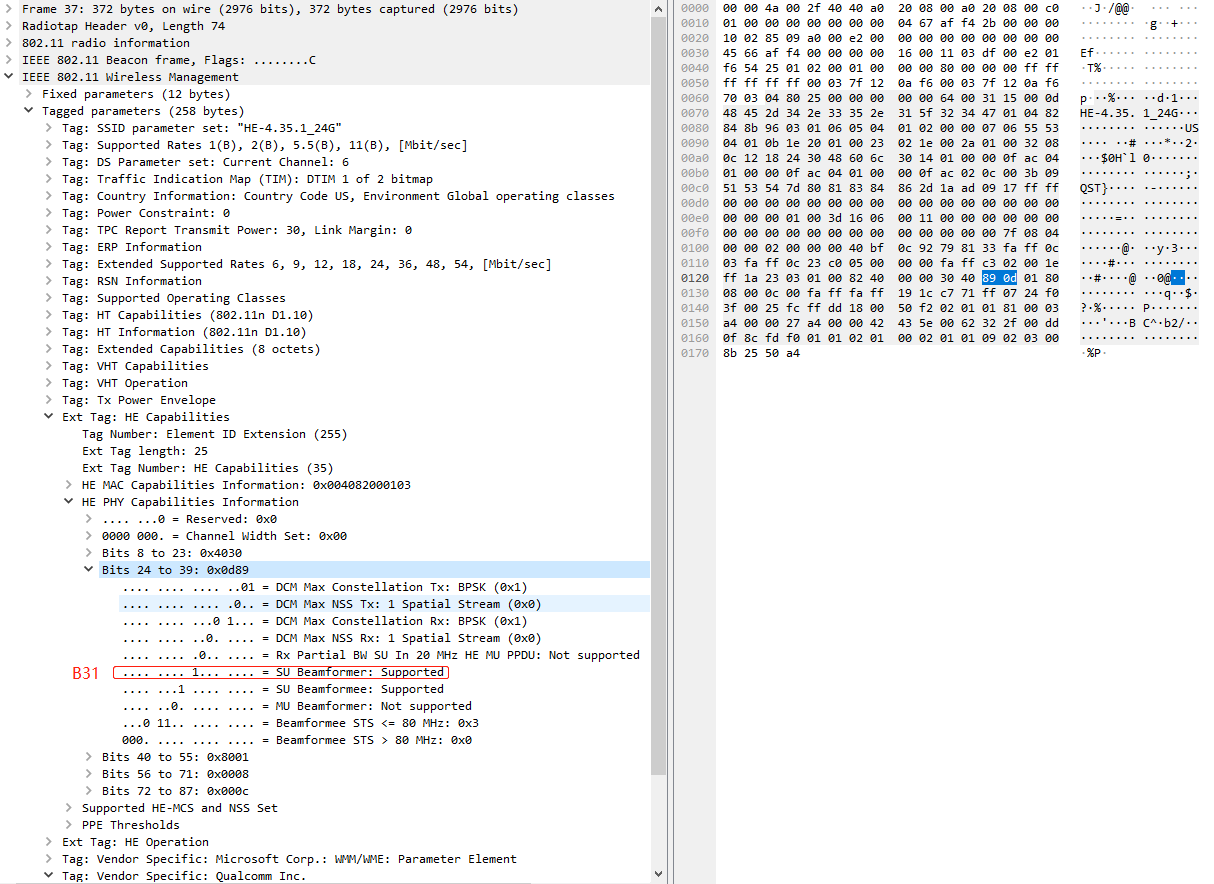 Frame 37: 372 bytes on wire (2976 bits), 372 bytes captured (2976 bits)
Radiotap Header v0, Length 74
802.11 radio information
IEEE 802.11 Beacon frame, Flags: ........C
IEEE 802.11 Wireless Management
Fixed parameters (12 bytes)
Tagged parameters (258 bytes)
Tag: SSID parameter set: "HE-4.35.1_24G"
Tag: Supported Rates 1(B), 2(B), 5.5(B), 11(B), [Mbit/sec]
Tag: DS Parameter set: Current Channel: 6
Tag: Traffic Indication Map (TIM): DTIM 1 of 2 bitmap
Tag: Country Information: Country Code US, Environment Global operating classes
Tag: Power Constraint: 0
Tag: TPC Report Transmit Power: 30, Link Margin: 0
Tag: ERP Information
Tag: Extended Supported Rates 6, 9, 12, 18, 24, 36, 48, 54, [Mbit/sec]
Tag: RSN Information
Tag: Supported Operating Classes
Tag: HT Capabilities (802.11n D1.10)
Tag: HT Information (802.11n D1.10)
Tag: Extended Capabilities (8 octets)
Tag: VHT Capabilities
Tag: VHT Operation
Tag: Tx Power Envelope
Ext Tag: HE Capabilities
Tag Number: Element ID Extension (255)
Ext Tag length: 25
Ext Tag Number: HE Capabilities (35)
HE MAC Capabilities Information: 0x004082000103
HE PHY Capabilities Information
.... ...0 = Reserved: 0x0
0000 000. = Channel Width Set: 0x00
Bits 8 to 23: 0x4030
Bits 24 to 39: 0x0d89
.... .... .... ..01 = DCM Max Constellation Tx: BPSK (0x1)
.... .... .... .0.. = DCM Max NSS Tx: 1 Spatial Stream (0x0)
.... .... ...0 1... = DCM Max Constellation Rx: BPSK (0x1)
.... .... ..0. .... = DCM Max NSS Rx: 1 Spatial Stream (0x0)
.... .... .0.. .... = Rx Partial BW SU In 20 MHz HE MU PPDU: Not supported
B31 .... .... 1... .... = SU Beamformer: Supported
.... ...1 .... .... = SU Beamformee: Supported
.... ..0. .... .... = MU Beamformer: Not supported
...0 11.. .... .... = Beamformee STS <= 80 MHz: 0x3
000. .... .... .... = Beamformee STS > 80 MHz: 0x0
Bits 40 to 55: 0x8001
Bits 56 to 71: 0x0008
Bits 72 to 87: 0x000c
Supported HE-MCS and NSS Set
PPE Thresholds
Ext Tag: HE Operation
Tag: Vendor Specific: Microsoft Corp.: WMM/WME: Parameter Element
Tag: Vendor Specific: Qualcomm Inc.
0000 00 00 4a 00 2f 40 40 a0 20 08 00 a0 20 08 00 c0 ··J·/@@· ··· ···
0010 01 00 00 00 00 00 00 00 04 67 af f4 2b 00 00 00 ········ ·g··+···
0020 10 02 85 09 a0 00 e2 00 00 00 00 00 00 00 00 00 ········ ········
0030 45 66 af f4 00 00 00 00 16 00 11 03 df 00 e2 01 Ef······ ········
0040 f6 54 25 01 02 00 01 00 00 00 80 00 00 00 ff ff ·T%····· ········
0050 ff ff ff ff 00 03 7f 12 0a f6 00 03 7f 12 0a f6 ········ ········
0060 70 03 04 80 25 00 00 00 00 00 64 00 31 15 00 0d p···%··· ··d·1···
0070 48 45 2d 34 2e 33 35 2e 31 5f 32 34 47 01 04 82 HE-4.35. 1_24G···
0080 84 8b 96 03 01 06 05 04 01 02 00 00 07 06 55 53 ········ ······US
0090 04 01 0b 1e 20 01 00 23 02 1e 00 2a 01 00 32 08 ···· ··# ···*··2·
00a0 0c 12 18 24 30 48 60 6c 30 14 01 00 00 0f ac 04 ···$0H`l 0·······
00b0 01 00 00 0f ac 04 01 00 00 0f ac 02 0c 00 3b 09 ········ ······;·
00c0 51 53 54 7d 80 81 83 84 86 2d 1a ad 09 17 ff ff QST}···· ·-······
00d0 00 00 00 00 00 00 00 00 00 00 00 00 00 00 00 00 ········ ········
00e0 00 00 00 01 00 3d 16 06 00 11 00 00 00 00 00 00 ·····=·· ········
00f0 00 00 00 00 00 00 00 00 00 00 00 00 00 7f 08 04 ········ ········
0100 00 00 02 00 00 00 00 40 bf 0c 92 79 81 33 fa ff 0c ·······@ ···y·3···
0110 03 fa ff 0c 23 c0 05 00 00 00 fa ff c3 02 00 1e ····#··· ········
0120 ff 1a 23 03 01 00 82 40 00 00 30 40 89 0d 01 80 ··#····@ ··0@····
0130 08 00 0c 00 fa ff fa ff 19 1c c7 71 ff 07 24 f0 ········ ···q··$·
0140 3f 00 25 fc ff dd 18 00 50 f2 02 01 01 81 00 03 ?·%····· P·······
0150 a4 00 00 27 a4 00 00 42 43 5e 00 62 32 2f 00 dd ···'···B C^·b2/··
0160 0f 8c fd f0 01 01 02 01 00 02 01 01 09 02 03 00 ········ ········
0170 8b 25 50 a4 ·%P·